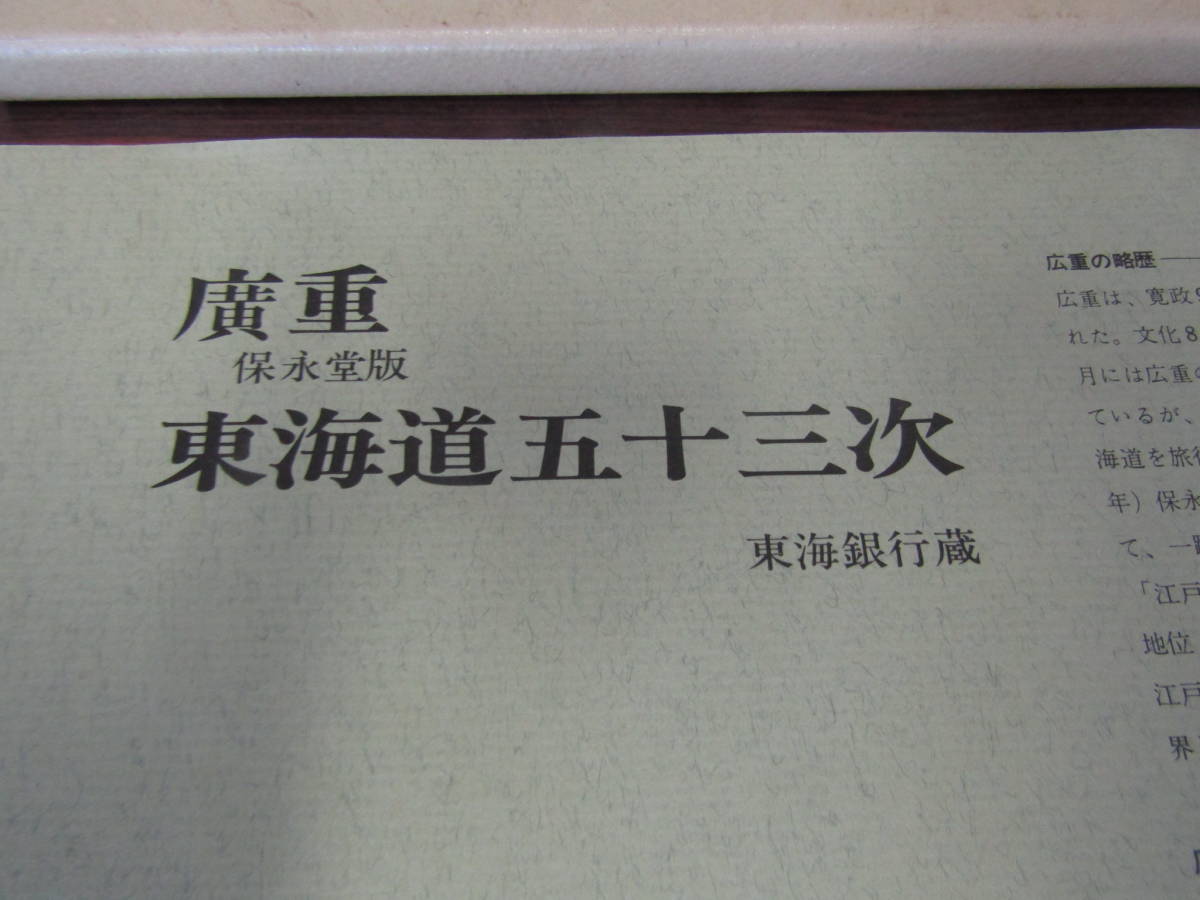 廣重
保永堂版
東海道五十三次
東海銀行蔵
広重の略歴—
広重は、寛政
れた。文化8
月には広重の
ているが、
海道を旅行
年）保永
て、一
「江戸
地位
江戸
界